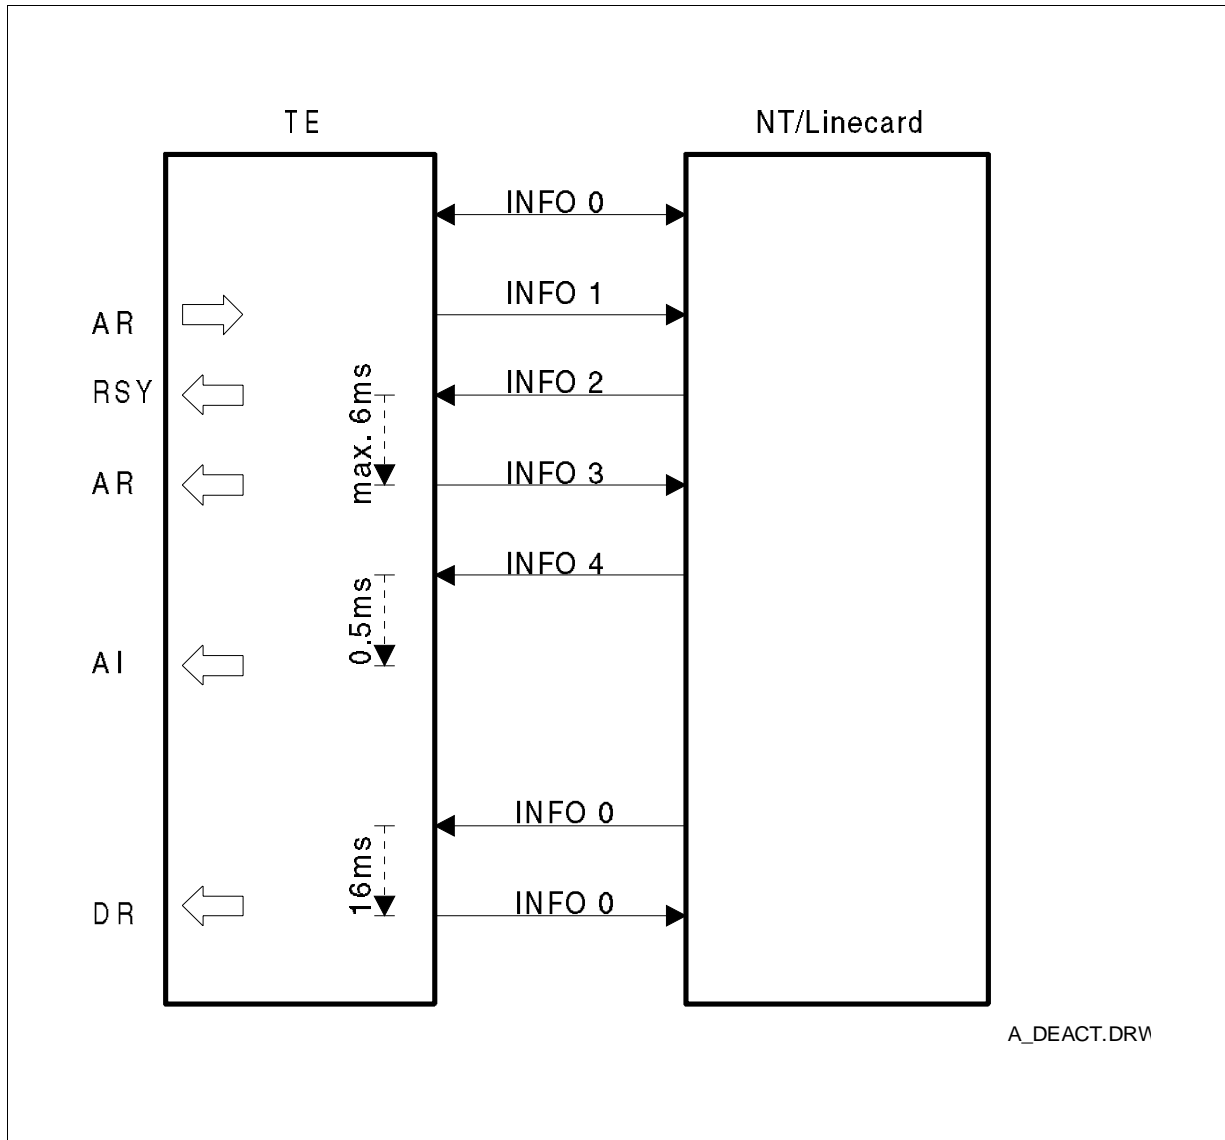 TE
NT/Linecard
INFO 0
INFO 1
AR
INFO 2
RSY
max. 6ms
INFO 3
AR
INFO 4
0.5ms
AI
INFO 0
16ms
INFO 0
DR
A_DEACT.DRW